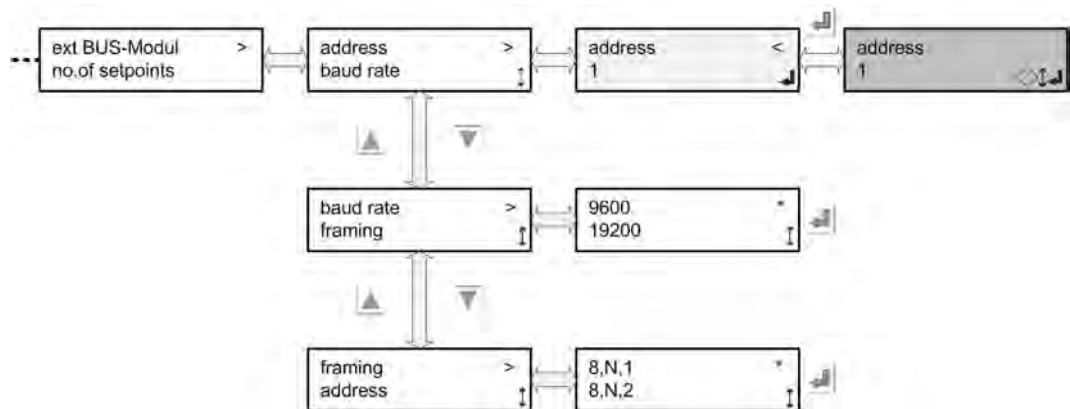 ext BUS-Modul >
no.of setpoints
address >
baud rate
address <
1
address
1
baud rate >
framing
9600 *
19200
framing >
address
8,N,1 *
8,N,2